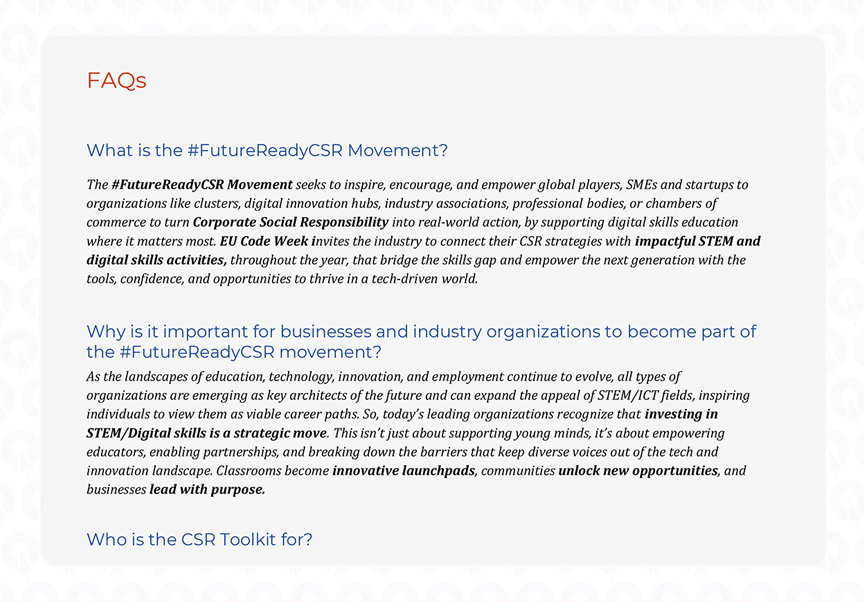 FAQs
What is the #FutureReadyCSR Movement?
The #FutureReadyCSR Movement seeks to inspire, encourage, and empower global players, SMEs and startups to
organizations like clusters, digital innovation hubs, industry associations, professional bodies, or chambers of
commerce to turn Corporate Social Responsibility into real-world action, by supporting digital skills education
where it matters most. EU Code Week invites the industry to connect their CSR strategies with impactful STEM and
digital skills activities, throughout the year, that bridge the skills gap and empower the next generation with the
tools, confidence, and opportunities to thrive in a tech-driven world.
Why is it important for businesses and industry organizations to become part of
the #FutureReadyCSR movement?
As the landscapes of education, technology, innovation, and employment continue to evolve, all types of
organizations are emerging as key architects of the future and can expand the appeal of STEM/ICT fields, inspiring
individuals to view them as viable career paths. So, today's leading organizations recognize that investing in
STEM/Digital skills is a strategic move. This isn't just about supporting young minds, it's about empowering
educators, enabling partnerships, and breaking down the barriers that keep diverse voices out of the tech and
innovation landscape. Classrooms become innovative launchpads, communities unlock new opportunities, and
businesses lead with purpose.
Who is the CSR Toolkit for?